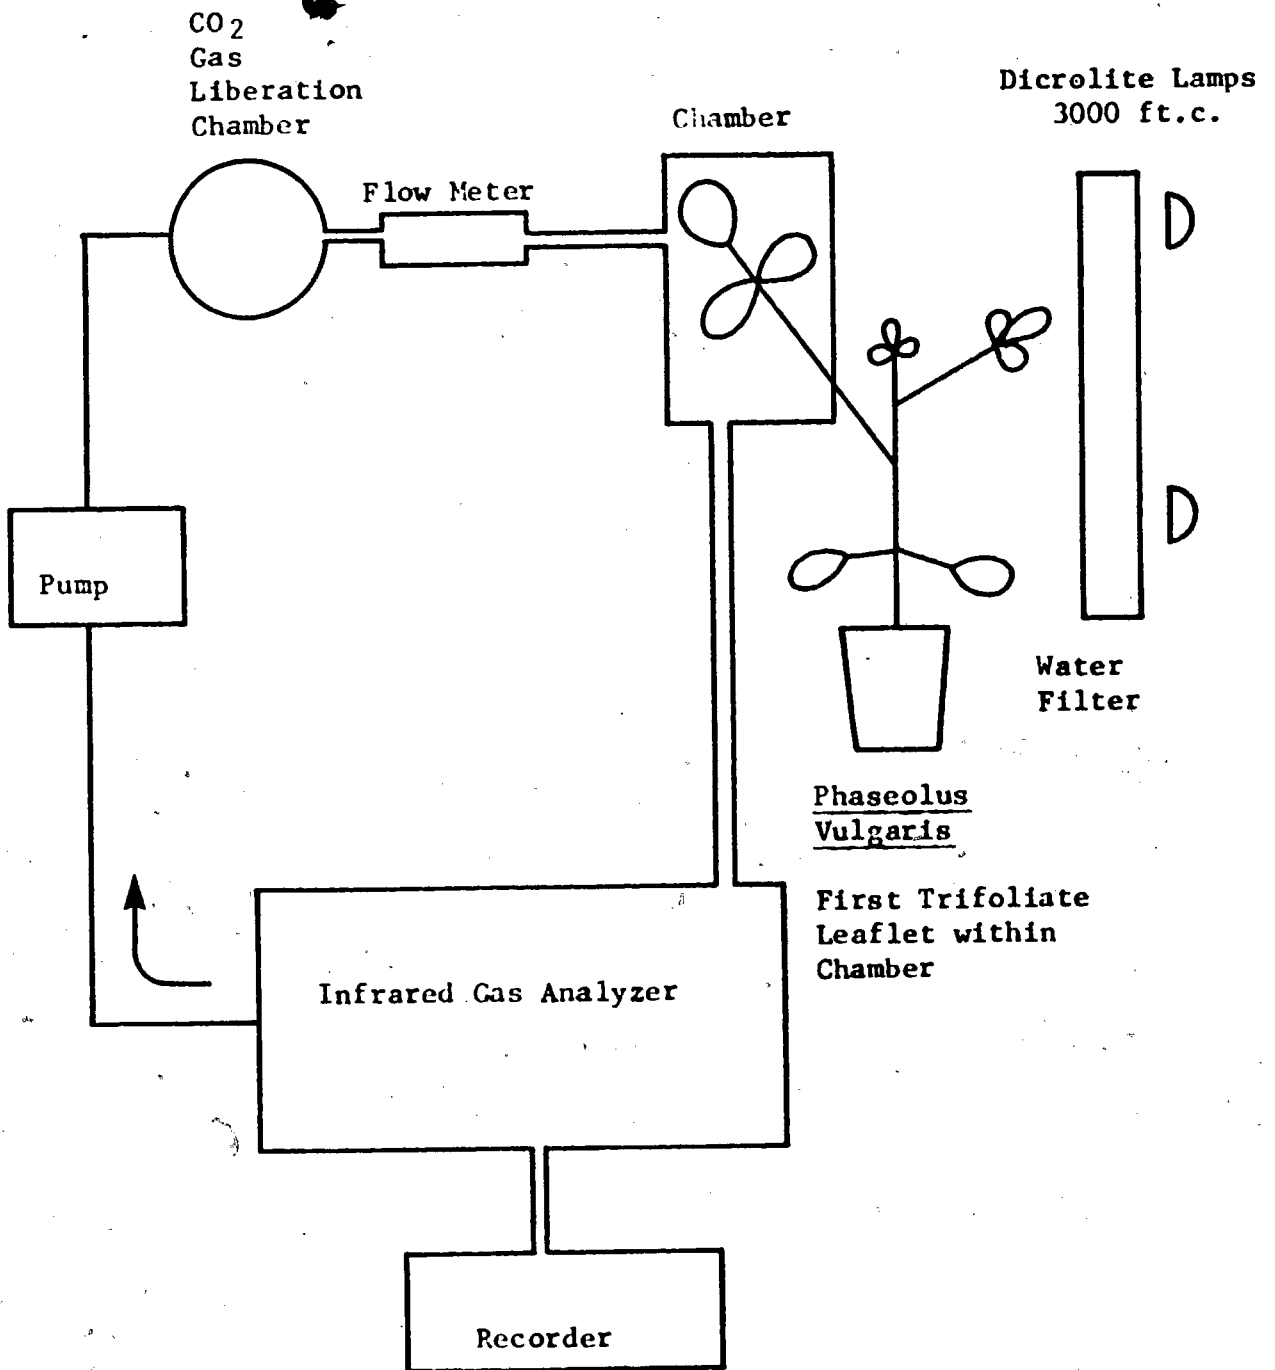 CO2
Gas
Liberation
Chamber
Flow Meter
Chamber
Dicrolite Lamps
3000 ft.c.
Pump
Water
Filter
Phaseolus
Vulgaris
First Trifoliate
Leaflet within
Chamber
Infrared Gas Analyzer
Recorder